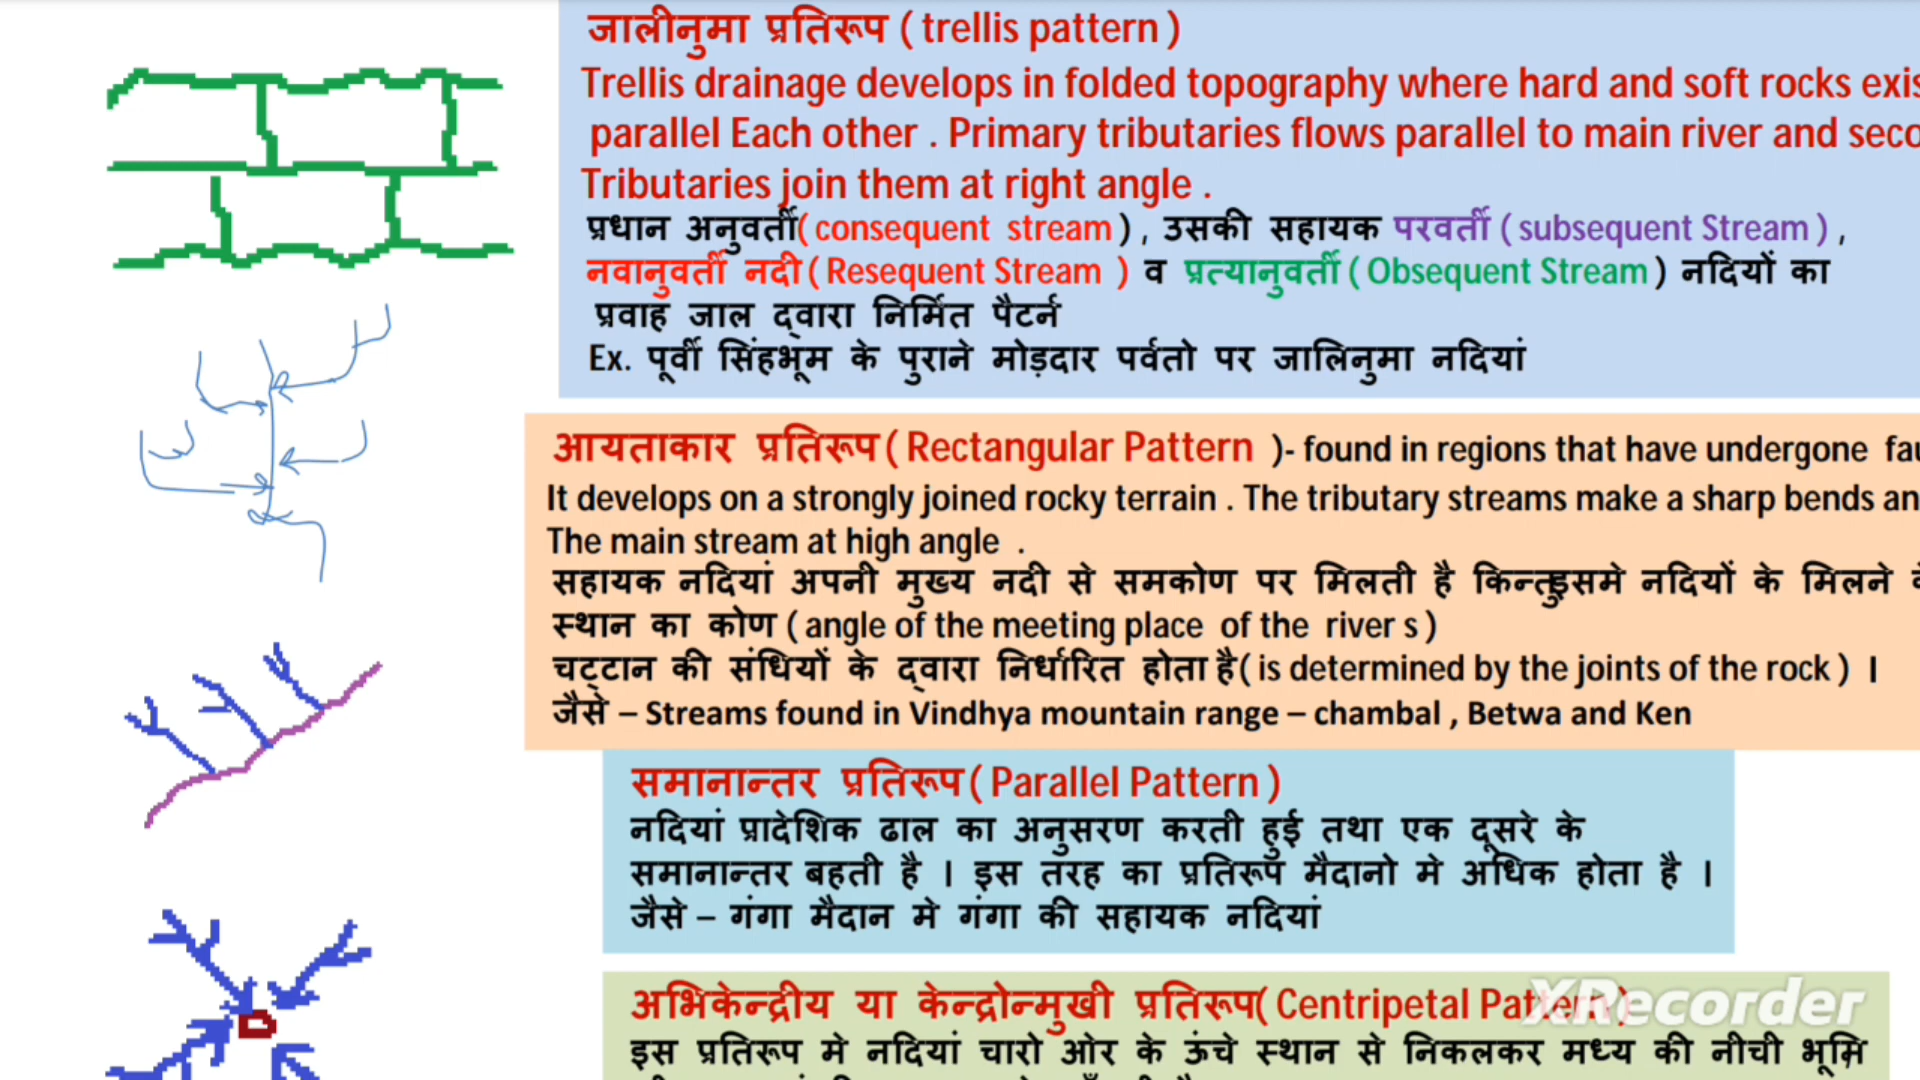 जालीनुमा प्रतिरूप ( trellis pattern )
Trellis drainage develops in folded topography where hard and soft rocks exis
parallel Each other . Primary tributaries flows parallel to main river and seco
Tributaries join them at right angle .
प्रधान अनुवर्ती( consequent stream) , उसकी सहायक परवर्ती ( subsequent Stream ) ,
नवानुवर्ती नदी ( Resequent Stream ) व प्रत्यानुवर्ती ( Obsequent Stream ) नदियों का
प्रवाह जाल द्वारा निर्मित पैटर्न
Ex. पूर्वी सिंहभूम के पुराने मोड़दार पर्वतो पर जालिनुमा नदियां
आयताकार प्रतिरूप ( Rectangular Pattern )- found in regions that have undergone fau
It develops on a strongly joined rocky terrain . The tributary streams make a sharp bends an
The main stream at high angle .
सहायक नदियां अपनी मुख्य नदी से समकोण पर मिलती है किन्तु इसमे नदियों के मिलने
स्थान का कोण ( angle of the meeting place of the river s )
चट्टान की संधियों के द्वारा निर्धारित होता है ( is determined by the joints of the rock ) ।
जैसे – Streams found in Vindhya mountain range – chambal , Betwa and Ken
समानान्तर प्रतिरूप ( Parallel Pattern )
नदियां प्रादेशिक ढाल का अनुसरण करती हुई तथा एक दूसरे के
समानान्तर बहती है । इस तरह का प्रतिरूप मैदानो मे अधिक होता है ।
जैसे – गंगा मैदान मे गंगा की सहायक नदियां
अभिकेन्द्रीय या केन्द्रोन्मुखी प्रतिरूप( Centripetal Pattern )
XRecorder
इस प्रतिरूप मे नदियां चारो ओर के ऊंचे स्थान से निकलकर मध्य की नीची भूमि